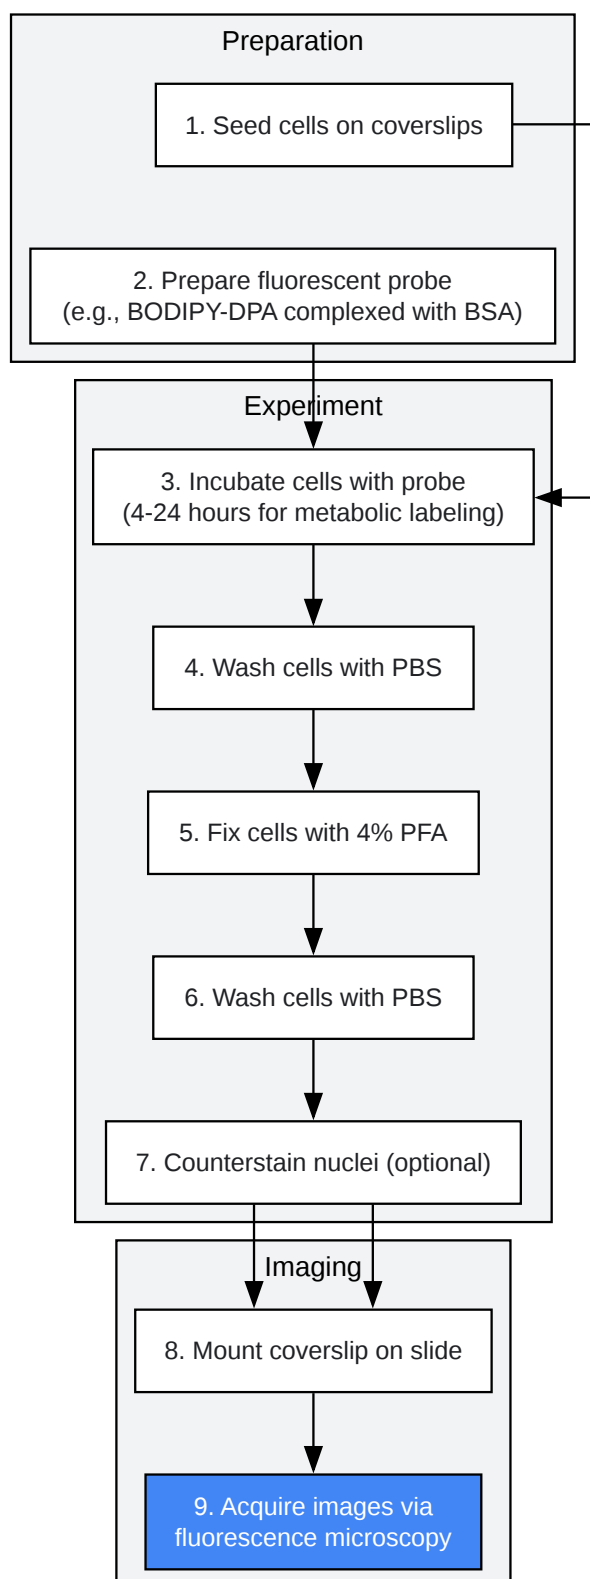 Preparation
1. Seed cells on coverslips
2. Prepare fluorescent probe
(e.g., BODIPY-DPA complexed with BSA)
Experiment
3. Incubate cells with probe
(4-24 hours for metabolic labeling)
4. Wash cells with PBS
5. Fix cells with 4% PFA
6. Wash cells with PBS
7. Counterstain nuclei (optional)
Imaging
8. Mount coverslip on slide
9. Acquire images via
fluorescence microscopy